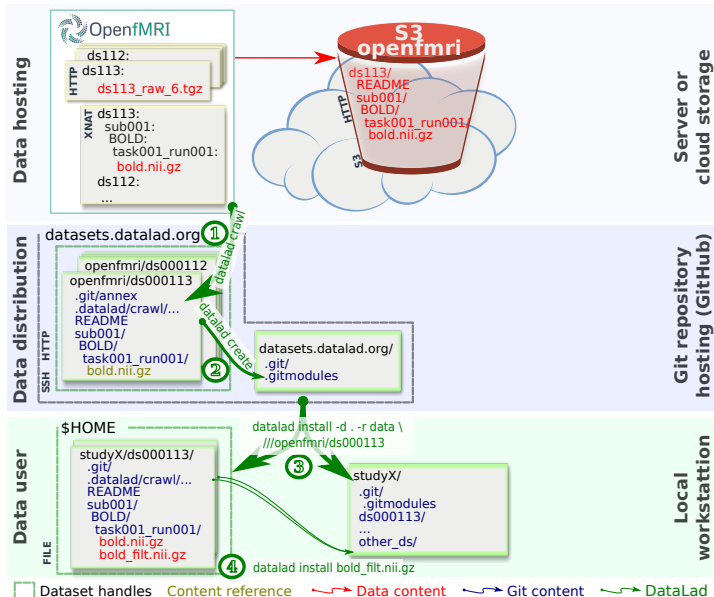 Data hosting
OpenfMRI
ds112:
HTTP
ds113:
ds113_raw_6.tgz
XNAT
ds113:
sub001:
BOLD:
task001_run001:
bold.nii.gz
ds112:
...
S3
openfmri
ds113/
README
sub001/
BOLD/
task001_run001/
bold.nii.gz
HTTP
S3
Server or
cloud storage
Data distribution
datasets.datalad.org
1
datalad crawl
openfmri/ds000112
openfmri/ds000113
.git/annex
.datalad/crawl/...
README
sub001/
BOLD/
task001_run001/
bold.nii.gz
SSH HTTP
2
datalad create
datasets.datalad.org/
.git/
.gitmodules
Git repository
hosting (GitHub)
Data user
$HOME
studyX/ds000113/
.git/
.datalad/crawl/...
README
sub001/
BOLD/
task001_run001/
bold.nii.gz
bold_filt.nii.gz
FILE
datalad install -d . -r data \
///openfmri/ds000113
3
studyX/
.git/
.gitmodules
ds000113/
...
other_ds/
4
datalad install bold_filt.nii.gz
Local
workstattion
Dataset handles Content reference Data content Git content DataLad